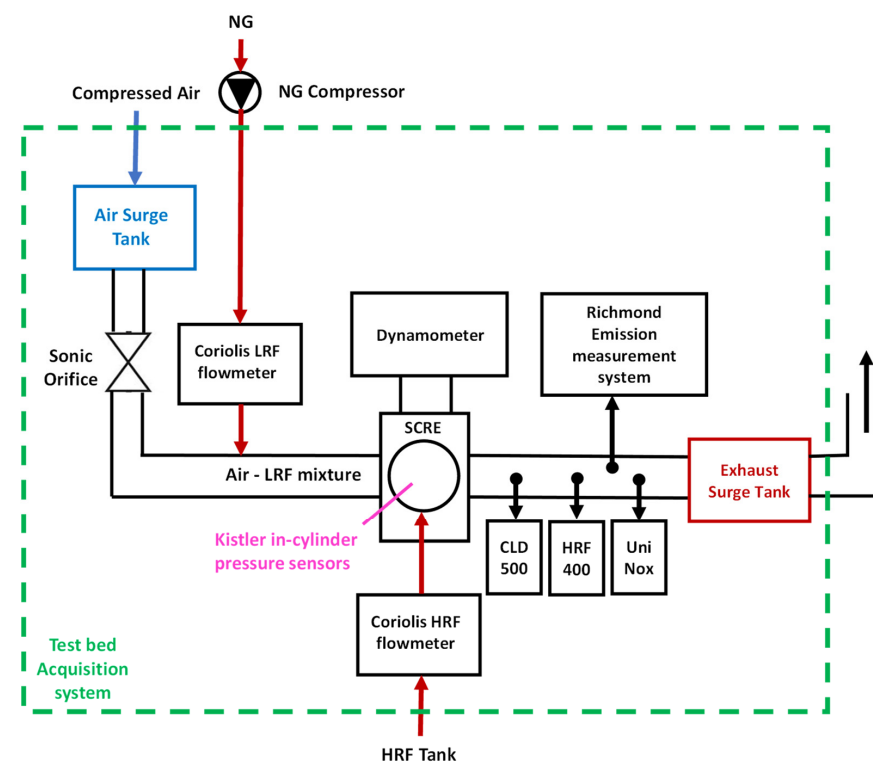 NG
Compressed Air
NG Compressor
Air Surge
Tank
Sonic
Orifice
Coriolis LRF
flowmeter
Dynamometer
Richmond
Emission
measurement
system
SCRE
Air - LRF mixture
Exhaust
Surge Tank
Kistler in-cylinder
pressure sensors
CLD
500
HRF
400
Uni
Nox
Coriolis HRF
flowmeter
Test bed
Acquisition
system
HRF Tank